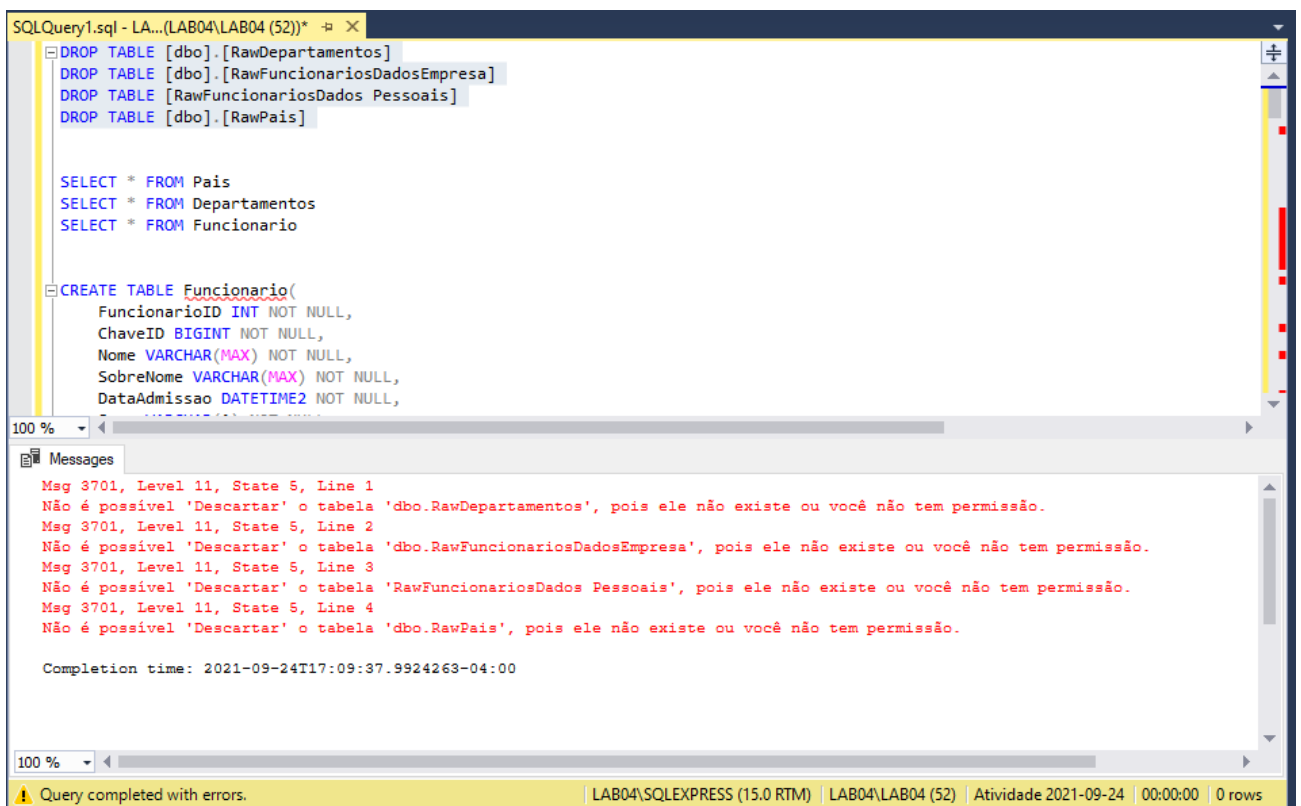 SQLQuery1.sql - LA...(LAB04\LAB04 (52))*
DROP TABLE [dbo].[RawDepartamentos]
DROP TABLE [dbo].[RawFuncionariosDadosEmpresa]
DROP TABLE [RawFuncionariosDados Pessoais]
DROP TABLE [dbo].[RawPais]
SELECT * FROM Pais
SELECT * FROM Departamentos
SELECT * FROM Funcionario
CREATE TABLE Funcionario(
FuncionarioID INT NOT NULL,
ChaveID BIGINT NOT NULL,
Nome VARCHAR(MAX) NOT NULL,
SobreNome VARCHAR(MAX) NOT NULL,
DataAdmissao DATETIME2 NOT NULL,
100 %
Messages
Msg 3701, Level 11, State 5, Line 1
Não é possível 'Descartar' o tabela 'dbo.RawDepartamentos', pois ele não existe ou você não tem permissão.
Msg 3701, Level 11, State 5, Line 2
Não é possível 'Descartar' o tabela 'dbo.RawFuncionariosDadosEmpresa', pois ele não existe ou você não tem permissão.
Msg 3701, Level 11, State 5, Line 3
Não é possível 'Descartar' o tabela 'RawFuncionariosDados Pessoais', pois ele não existe ou você não tem permissão.
Msg 3701, Level 11, State 5, Line 4
Não é possível 'Descartar' o tabela 'dbo.RawPais', pois ele não existe ou você não tem permissão.
Completion time: 2021-09-24T17:09:37.9924263-04:00
100 %
Query completed with errors. LAB04\SQLEXPRESS (15.0 RTM) LAB04\LAB04 (52) Atividade 2021-09-24 00:00:00 0 rows